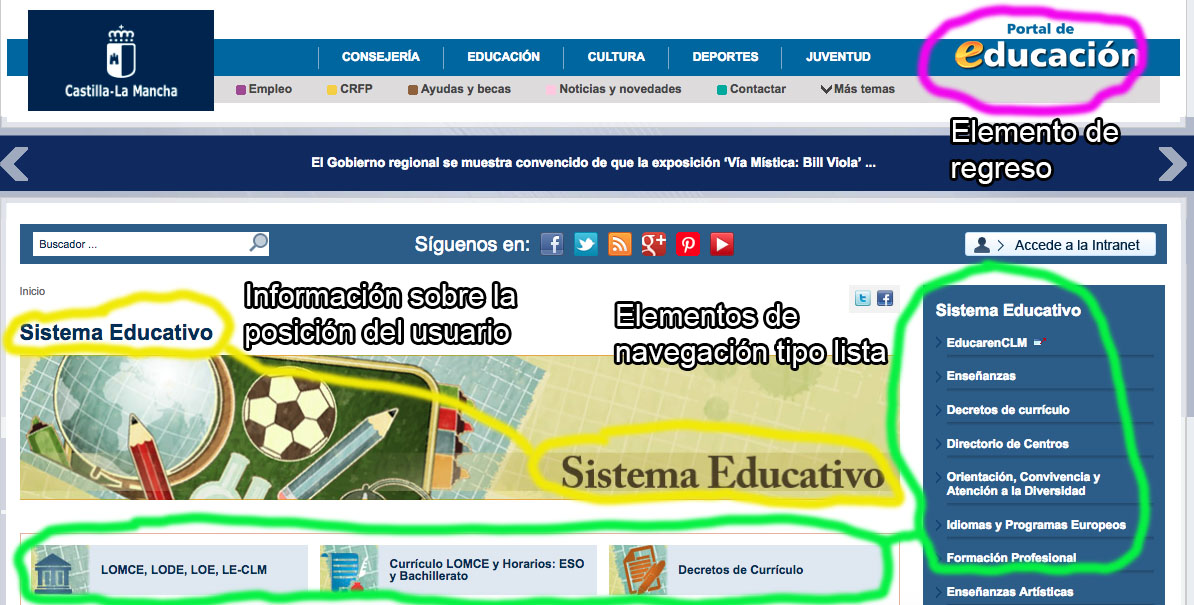 Portal de
educación
CONSEJERÍA EDUCACIÓN CULTURA DEPORTES JUVENTUD
Castilla-La Mancha
Empleo CRFP Ayudas y becas Noticias y novedades Contactar Más temas
Elemento de
regreso
El Gobierno regional se muestra convencido de que la exposición ‘Vía Mística: Bill Viola’ ...
Buscador ... Síguenos en: Accede a la Intranet
Inicio
Información sobre la
posición del usuario
Elementos de
navegación tipo lista
Sistema Educativo
Sistema Educativo
Sistema Educativo
EducarenCLM
Enseñanzas
Decretos de currículo
Directorio de Centros
Orientación, Convivencia y
Atención a la Diversidad
Idiomas y Programas Europeos
Formación Profesional
Enseñanzas Artísticas
LOMCE, LODE, LOE, LE-CLM
Currículo LOMCE y Horarios: ESO
y Bachillerato
Decretos de Currículo